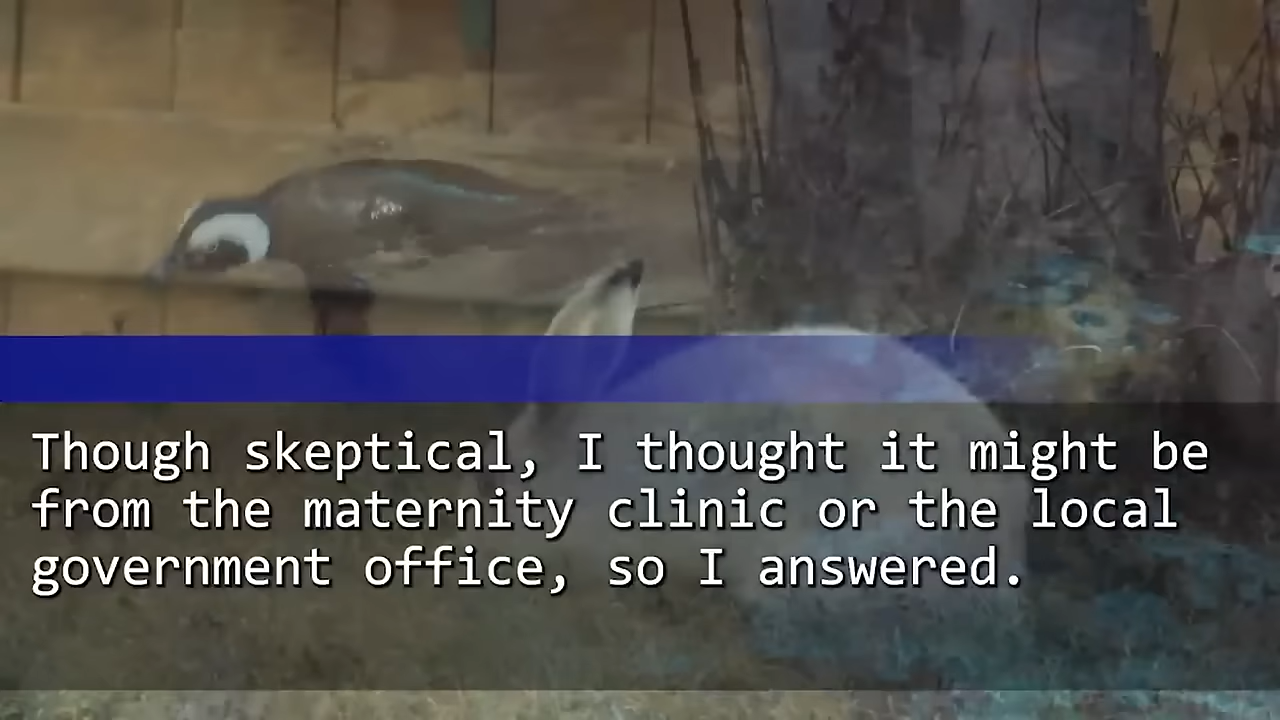 Though skeptical, I thought it might be
from the maternity clinic or the local
government office, so I answered.